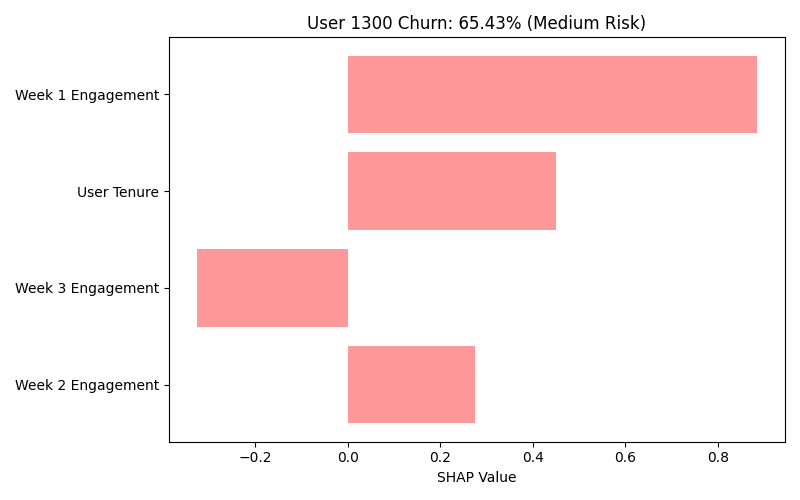 User 1300 Churn: 65.43% (Medium Risk)
Week 1 Engagement
User Tenure
Week 3 Engagement
Week 2 Engagement
−0.2 0.0 0.2 0.4 0.6 0.8
SHAP Value